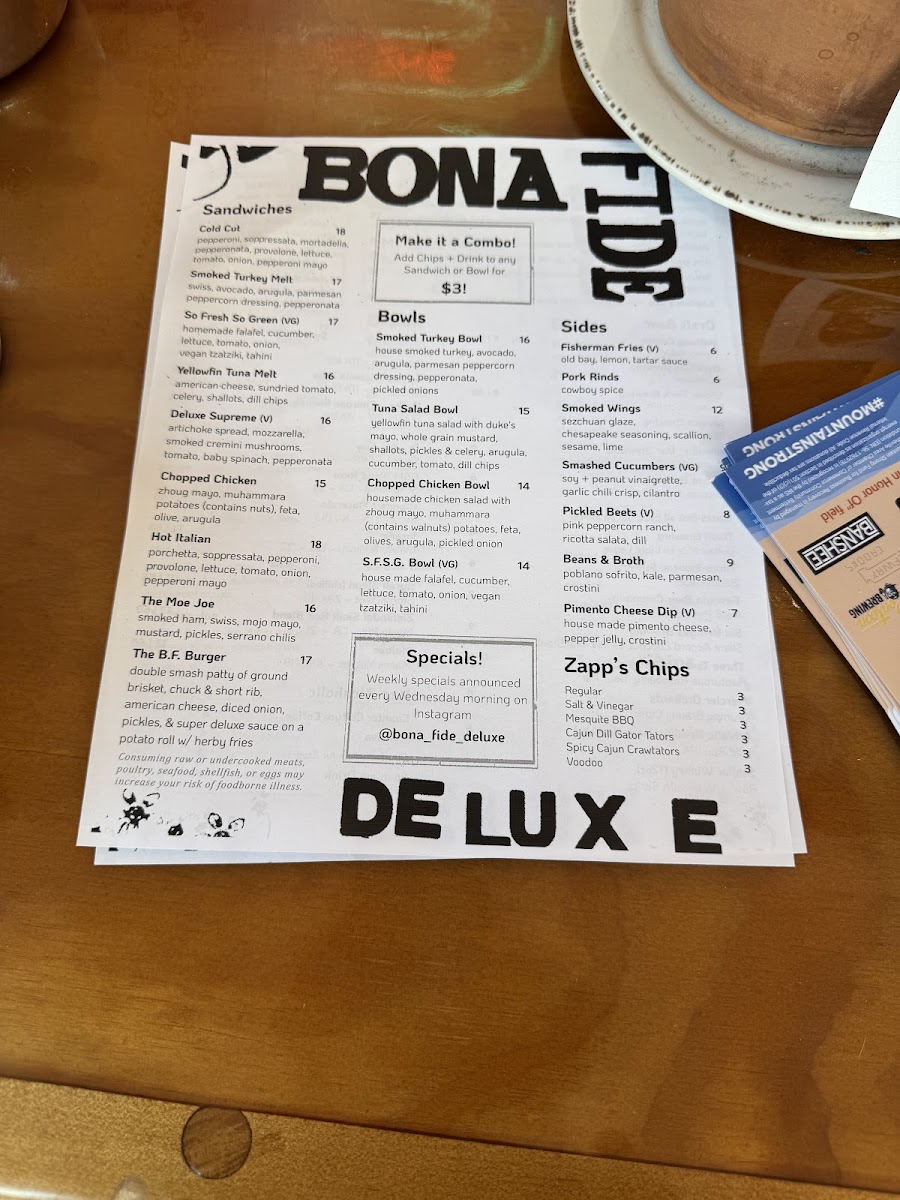 BONA
FIDE
Sandwiches
Cold Cut 18
pepperoni, soppressata, mortadella,
pepperonata, provolone, lettuce,
tomato, onion, pepperoni mayo
Smoked Turkey Melt 17
swiss, avocado, arugula, parmesan
peppercorn dressing, pepperonata
So Fresh So Green (VG) 17
homemade falafel, cucumber,
lettuce, tomato, onion,
vegan tzatziki, tahini
Yellowfin Tuna Melt 16
american cheese, sundried tomato,
celery, shallots, dill chips
Deluxe Supreme (V) 16
artichoke spread, mozzarella,
smoked cremini mushrooms,
tomato, baby spinach, pepperonata
Chopped Chicken 15
zhoug mayo, muhammara
potatoes (contains nuts), feta,
olive, arugula
Hot Italian 18
porchetta, soppressata, pepperoni,
provolone, lettuce, tomato, onion,
pepperoni mayo
The Moe Joe 16
smoked ham, swiss, mojo mayo,
mustard, pickles, serrano chilis
The B.F. Burger 17
double smash patty of ground
brisket, chuck & short rib,
american cheese, diced onion,
pickles, & super deluxe sauce on a
potato roll w/ herby fries
Consuming raw or undercooked meats,
poultry, seafood, shellfish, or eggs may
increase your risk of foodborne illness.
Make it a Combo!
Add Chips + Drink to any
Sandwich or Bowl for
$3!
Bowls
Smoked Turkey Bowl 16
house smoked turkey, avocado,
arugula, parmesan peppercorn
dressing, pepperonata,
pickled onions
Tuna Salad Bowl 15
yellowfin tuna salad with duke's
mayo, whole grain mustard,
shallots, pickles & celery, arugula,
cucumber, tomato, dill chips
Chopped Chicken Bowl 14
housemade chicken salad with
zhoug mayo, muhammara
(contains walnuts) potatoes, feta,
olives, arugula, pickled onion
S.F.S.G. Bowl (VG) 14
house made falafel, cucumber,
lettuce, tomato, onion, vegan
tzatziki, tahini
Specials!
Weekly specials announced
every Wednesday morning on
Instagram
@bona_fide_deluxe
Sides
Fisherman Fries (V) 6
old bay, lemon, tartar sauce
Pork Rinds 6
cowboy spice
Smoked Wings 12
sezchuan glaze,
chesapeake seasoning, scallion,
sesame, lime
Smashed Cucumbers (VG)
soy + peanut vinaigrette,
garlic chili crisp, cilantro
Pickled Beets (V) 8
pink peppercorn ranch,
ricotta salata, dill
Beans & Broth 9
poblano sofrito, kale, parmesan,
crostini
Pimento Cheese Dip (V) 7
house made pimento cheese,
pepper jelly, crostini
Zapp's Chips
Regular 3
Salt & Vinegar 3
Mesquite BBQ 3
Cajun Dill Gator Tators 3
Spicy Cajun Crawtators 3
Voodoo 3
DELUXE
#MOUNTAINSTRONG
n Honor Of" field
BANSHEE
BREWING